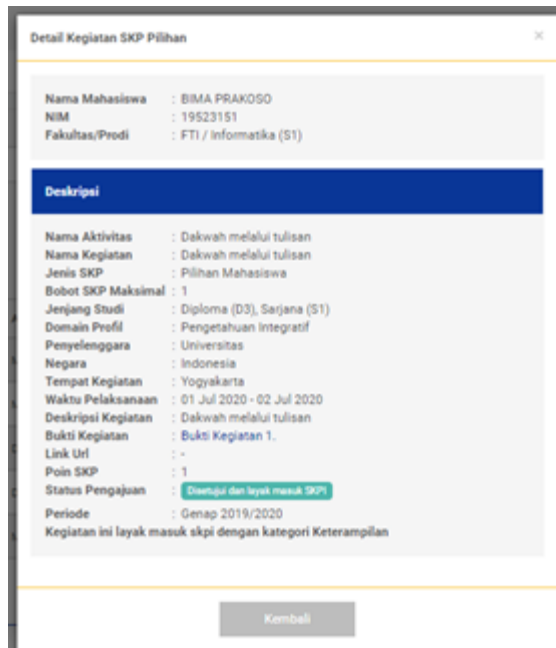 Detail Kegiatan SKP Pilihan ×
Nama Mahasiswa : BIMA PRAKOSO
NIM : 19523151
Fakultas/Prodi : FTI / Informatika (S1)
Deskripsi
Nama Aktivitas : Dakwah melalui tulisan
Nama Kegiatan : Dakwah melalui tulisan
Jenis SKP : Pilihan Mahasiswa
Bobot SKP Maksimal : 1
Jenjang Studi : Diploma (D3), Sarjana (S1)
Domain Profil : Pengetahuan Integratif
Penyelenggara : Universitas
Negara : Indonesia
Tempat Kegiatan : Yogyakarta
Waktu Pelaksanaan : 01 Jul 2020 - 02 Jul 2020
Deskripsi Kegiatan : Dakwah melalui tulisan
Bukti Kegiatan : Bukti Kegiatan 1.
Link Url : -
Poin SKP : 1
Status Pengajuan : Disetujui dan layak masuk SKPI
Periode : Genap 2019/2020
Kegiatan ini layak masuk skpi dengan kategori Keterampilan
Kembali